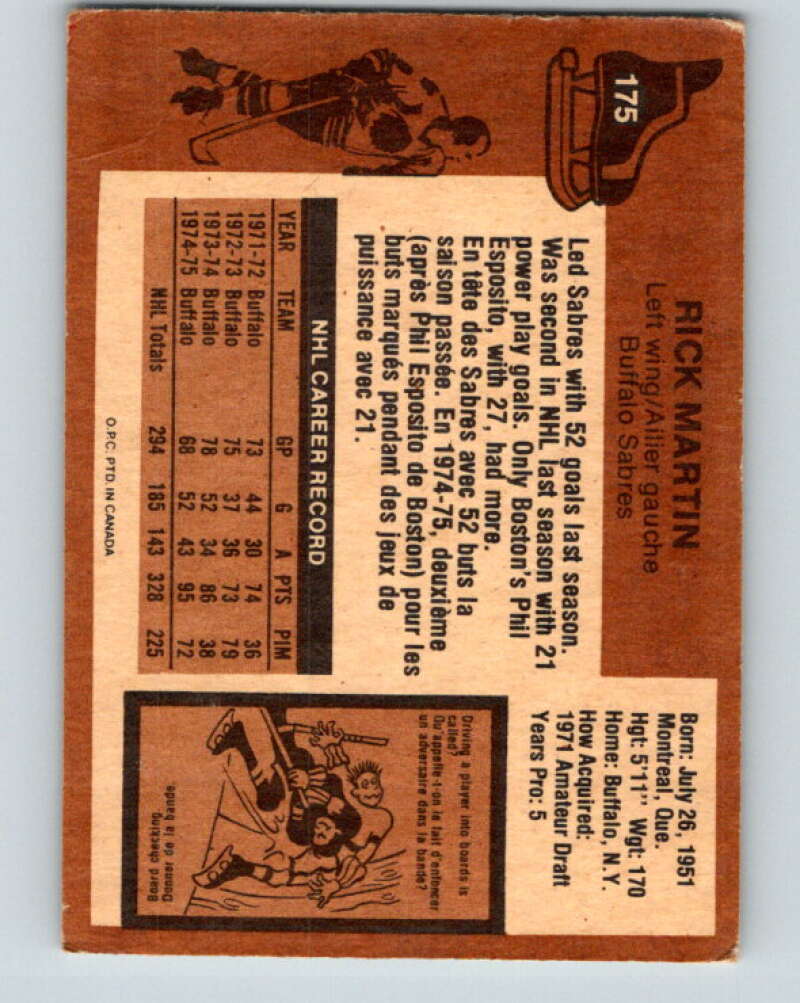 175
RICK MARTIN
Left wing/Ailier gauche
Buffalo Sabres
Born: July 26, 1951
Montreal, Que.
Hgt: 5'11" Wgt: 170
Home: Buffalo, N.Y.
How Acquired:
1971 Amateur Draft
Years Pro: 5
Led Sabres with 52 goals last season.
Was second in NHL last season with 21
power play goals. Only Boston's Phil
Esposito, with 27, had more.
En tête des Sabres avec 52 buts la
saison passée. En 1974-75, deuxième
(après Phil Esposito de Boston) pour les
buts marqués pendant des jeux de
puissance avec 21.
NHL CAREER RECORD
YEAR TEAM GP G A PTS PIM
1971-72 Buffalo 73 44 30 74 36
1972-73 Buffalo 75 37 36 73 79
1973-74 Buffalo 78 52 34 86 38
1974-75 Buffalo 68 52 43 95 72
NHL Totals 294 185 143 328 225
Driving a player into boards is
called?
Qu'appelle-t-on le fait d'enfoncer
un adversaire dans la bande?
Board checking
Donner de la bande.
O.P.C. PTD. IN CANADA